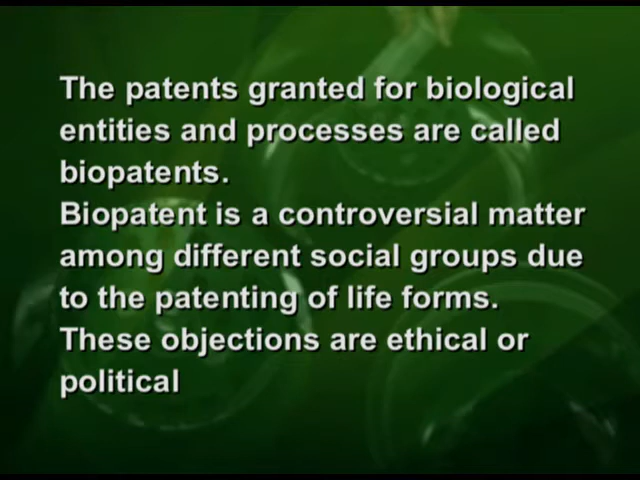 The patents granted for biological
entities and processes are called
biopatents.
Biopatent is a controversial matter
among different social groups due
to the patenting of life forms.
These objections are ethical or
political